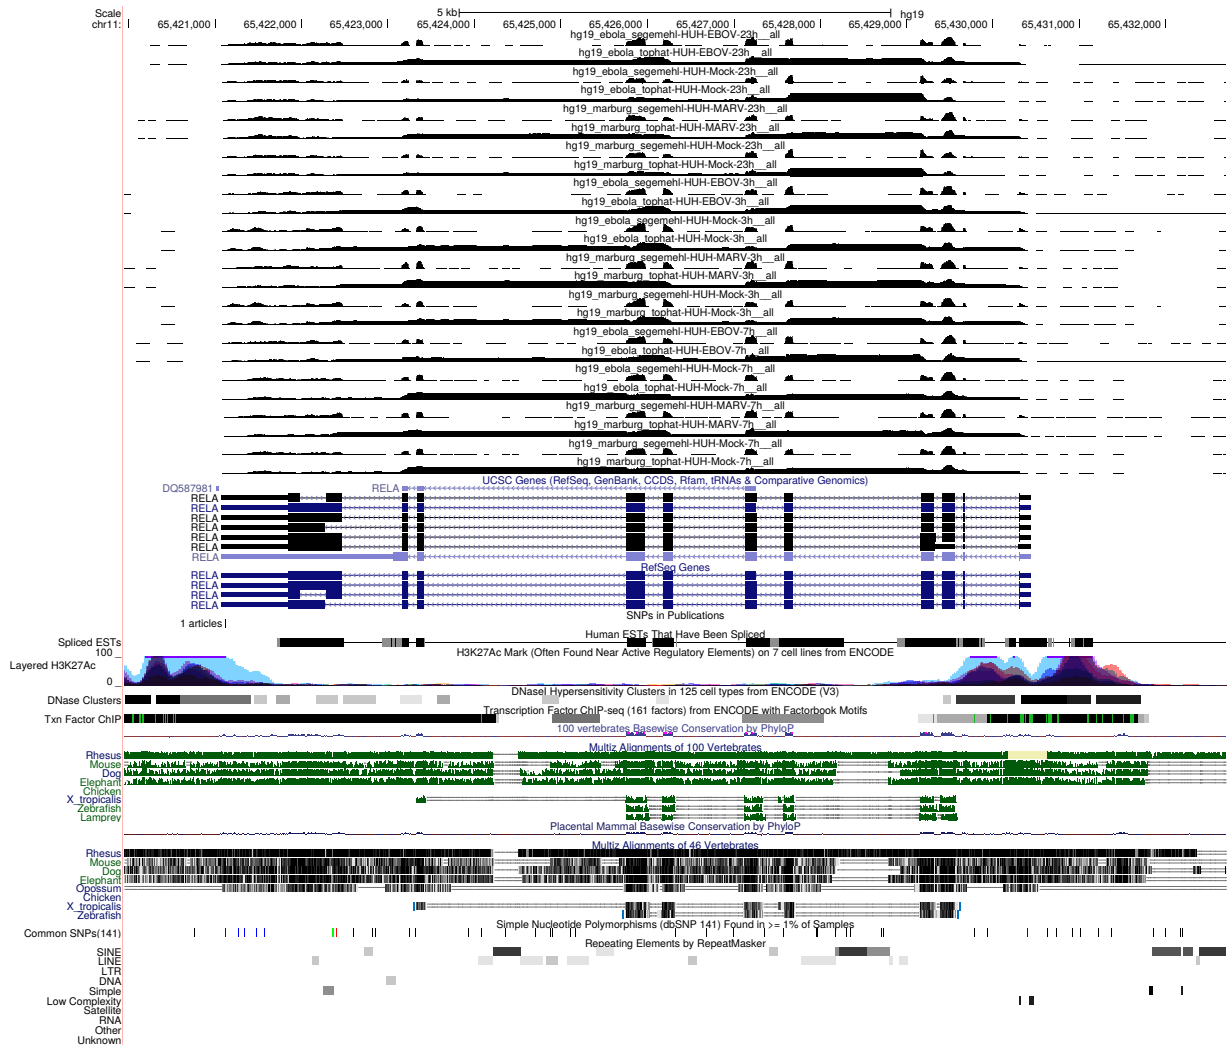 Scale 5 kb hg19
chr11: 65,421,000 65,422,000 65,423,000 65,424,000 65,425,000 65,426,000 65,427,000 65,428,000 65,429,000 65,430,000 65,431,000 65,432,000
hg19_ebola_segemehl-HUH-EBOV-23h__all
hg19_ebola_tophat-HUH-EBOV-23h__all
hg19_ebola_segemehl-HUH-Mock-23h__all
hg19_ebola_tophat-HUH-Mock-23h__all
hg19_marburg_segemehl-HUH-MARV-23h__all
hg19_marburg_tophat-HUH-MARV-23h__all
hg19_marburg_segemehl-HUH-Mock-23h__all
hg19_marburg_tophat-HUH-Mock-23h__all
hg19_ebola_segemehl-HUH-EBOV-3h__all
hg19_ebola_tophat-HUH-EBOV-3h__all
hg19_ebola_segemehl-HUH-Mock-3h__all
hg19_ebola_tophat-HUH-Mock-3h__all
hg19_marburg_segemehl-HUH-MARV-3h__all
hg19_marburg_tophat-HUH-MARV-3h__all
hg19_marburg_segemehl-HUH-Mock-3h__all
hg19_marburg_tophat-HUH-Mock-3h__all
hg19_ebola_segemehl-HUH-EBOV-7h__all
hg19_ebola_tophat-HUH-EBOV-7h__all
hg19_ebola_segemehl-HUH-Mock-7h__all
hg19_ebola_tophat-HUH-Mock-7h__all
hg19_marburg_segemehl-HUH-MARV-7h__all
hg19_marburg_tophat-HUH-MARV-7h__all
hg19_marburg_segemehl-HUH-Mock-7h__all
hg19_marburg_tophat-HUH-Mock-7h__all
UCSC Genes (RefSeq, GenBank, CCDS, Rfam, tRNAs & Comparative Genomics)
DQ587981 RELA
RELA
RELA
RELA
RELA
RELA
RELA
RELA
RefSeq Genes
RELA
RELA
RELA
RELA
SNPs in Publications
1 articles
Human ESTs That Have Been Spliced
Spliced ESTs
H3K27Ac Mark (Often Found Near Active Regulatory Elements) on 7 cell lines from ENCODE
100
Layered H3K27Ac
0
DNaseI Hypersensitivity Clusters in 125 cell types from ENCODE (V3)
DNase Clusters
Transcription Factor ChIP-seq (161 factors) from ENCODE with Factorbook Motifs
Txn Factor ChIP
100 vertebrates Basewise Conservation by PhyloP
Multiz Alignments of 100 Vertebrates
Rhesus
Mouse
Dog
Elephant
Chicken
X_tropicalis
Zebrafish
Lamprey
Placental Mammal Basewise Conservation by PhyloP
Multiz Alignments of 46 Vertebrates
Rhesus
Mouse
Dog
Elephant
Opossum
Chicken
X_tropicalis
Zebrafish
Simple Nucleotide Polymorphisms (dbSNP 141) Found in >= 1% of Samples
Common SNPs(141)
Repeating Elements by RepeatMasker
SINE
LINE
LTR
DNA
Simple
Low Complexity
Satellite
RNA
Other
Unknown